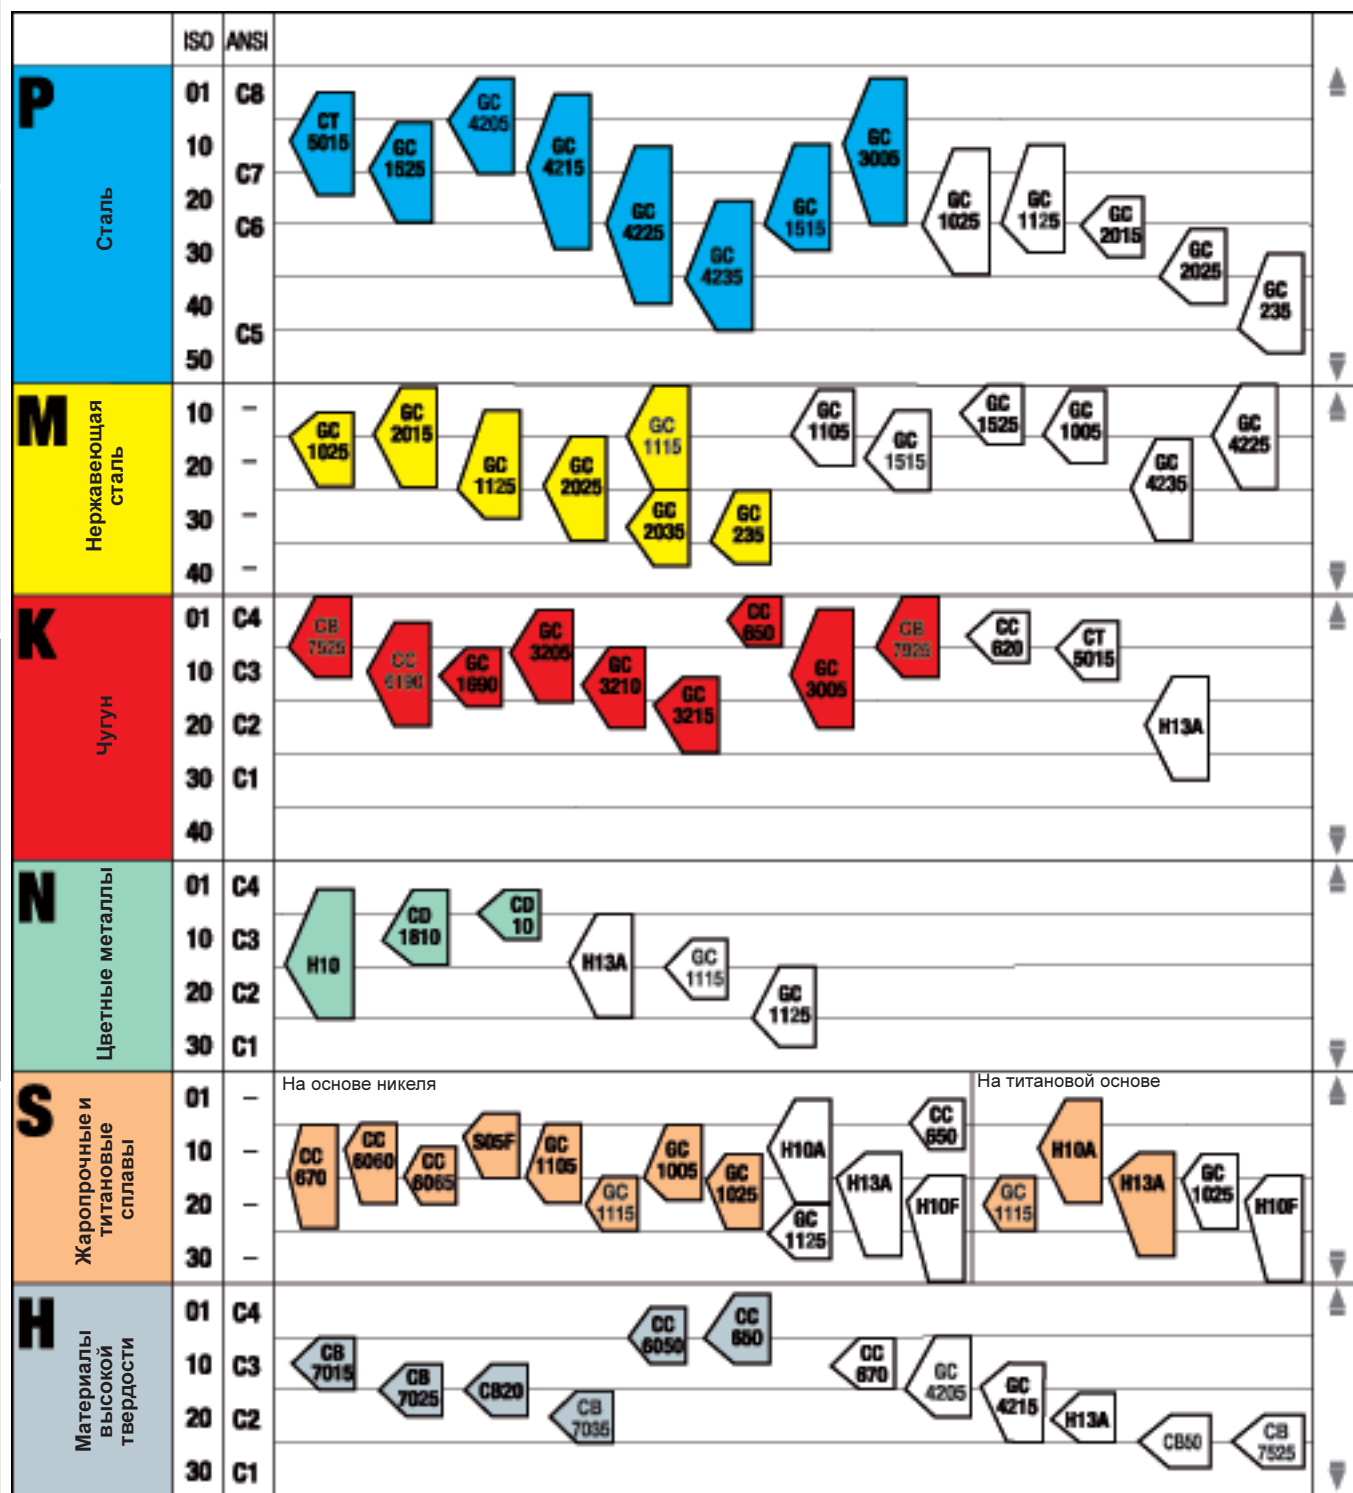 ISO ANSI
P
Сталь
01 C8
10
C7
20
C6
30
40
C5
50
CT
5015
GC
1525
GC
4205
GC
4215
GC
4225
GC
4235
GC
1515
GC
3005
GC
1025
GC
1125
GC
2015
GC
2025
GC
235
M
Нержавеющая
сталь
10 –
20 –
30 –
40 –
GC
1025
GC
2015
GC
1125
GC
2025
GC
1115
GC
2035
GC
235
GC
1105
GC
1515
GC
1525
GC
1005
GC
4235
GC
4225
K
Чугун
01 C4
10 C3
20 C2
30 C1
40
CB
7525
CC
6190
GC
1690
GC
3205
GC
3210
GC
3215
CC
650
GC
3005
CB
7925
CC
620
CT
5015
H13A
N
Цветные металлы
01 C4
10 C3
20 C2
30 C1
H10
CD
1810
CD
10
H13A
GC
1115
GC
1125
S
Жаропрочные и
титановые
сплавы
01 –
10 –
20 –
30 –
На основе никеля
CC
670
CC
6060
CC
6065
S05F
GC
1105
GC
1115
GC
1005
GC
1025
H10A
GC
1125
H13A
CC
650
H10F
На титановой основе
GC
1115
H10A
H13A
GC
1025
H10F
H
Материалы
высокой
твердости
01 C4
10 C3
20 C2
30 C1
CB
7015
CB
7025
CB20
CB
7035
CC
6050
CC
650
CC
670
GC
4205
GC
4215
H13A
CB50
CB
7525